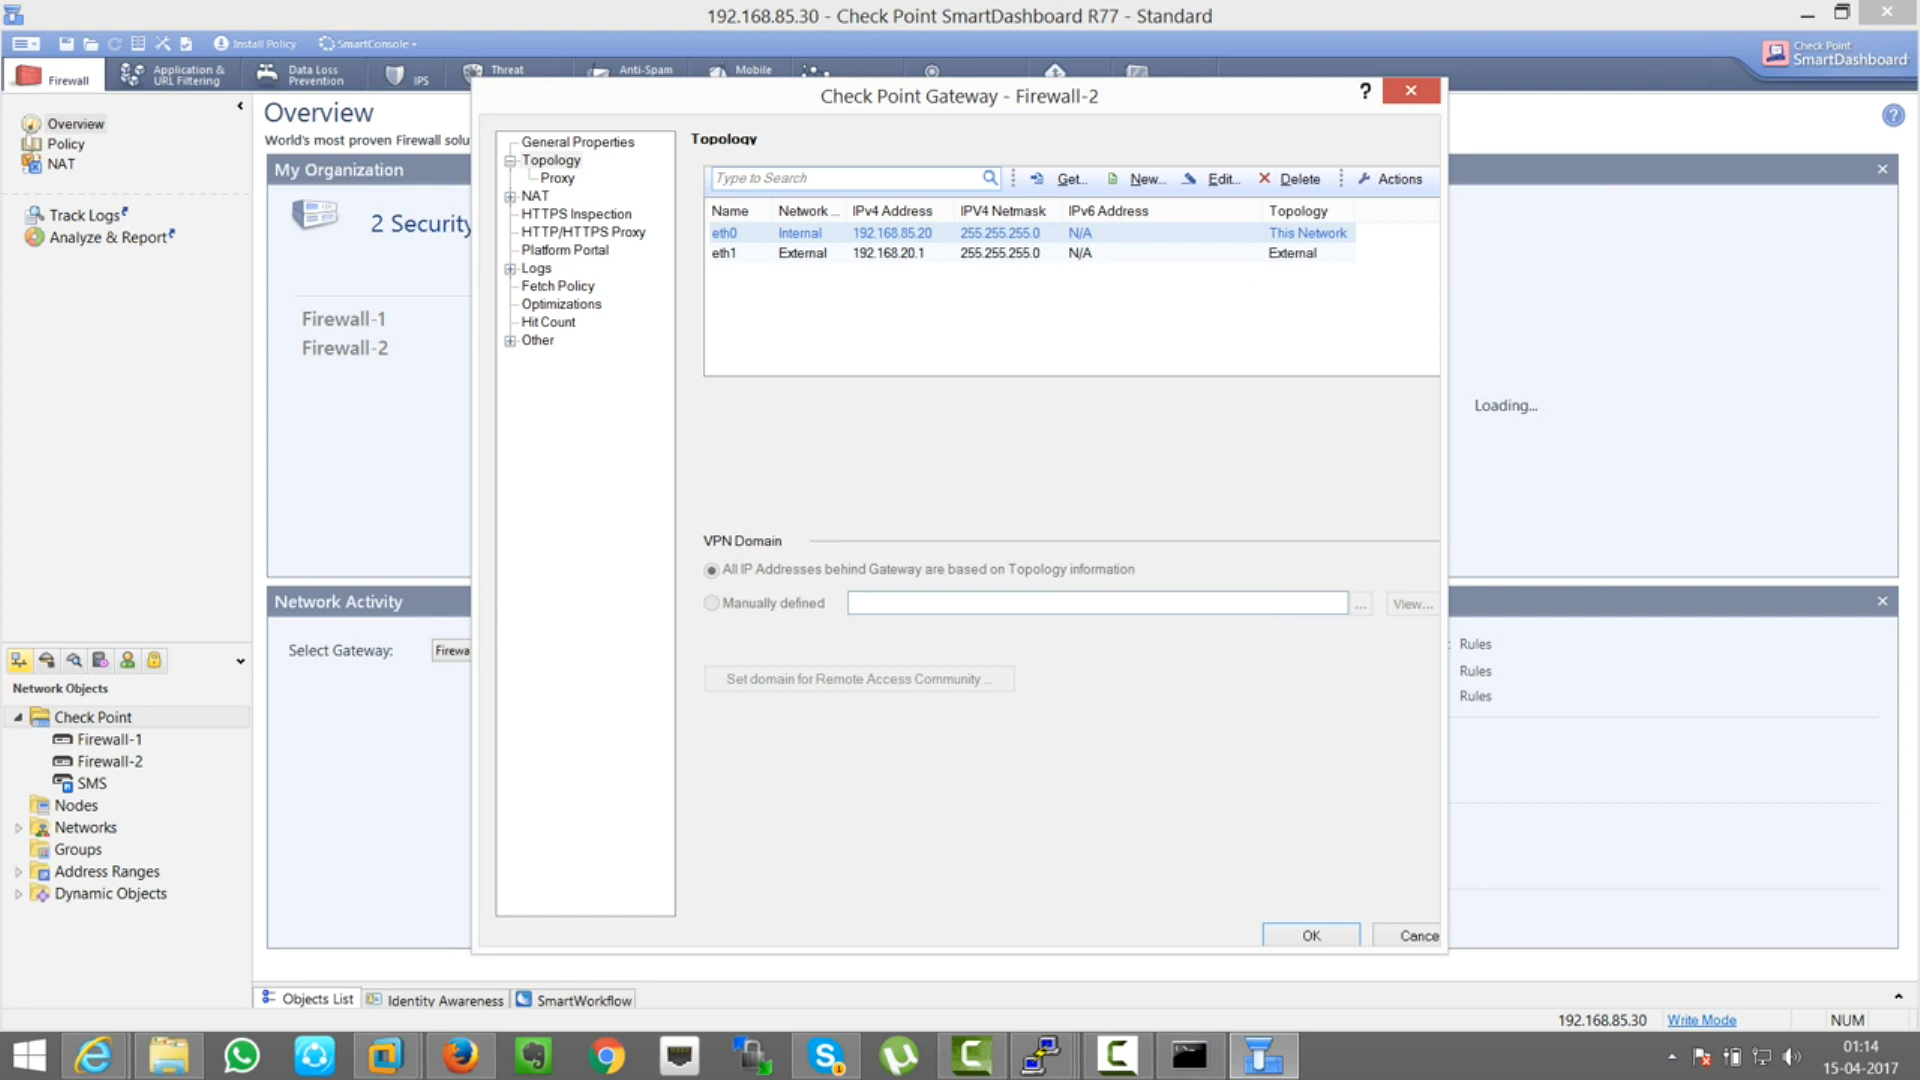 192.168.85.30 - Check Point SmartDashboard R77 - Standard
Install Policy
SmartConsole
Check Point
SmartDashboard
Firewall
Application &
URL Filtering
Data Loss
Prevention
IPS
Threat
Anti-Spam
Mobile
Check Point Gateway - Firewall-2
?
Overview
Policy
NAT
Track Logs
Analyze & Report
Overview
World's most proven Firewall solu
My Organization
2 Security
Firewall-1
Firewall-2
Network Activity
Select Gateway:
Firewa
General Properties
Topology
Proxy
NAT
HTTPS Inspection
HTTP/HTTPS Proxy
Platform Portal
Logs
Fetch Policy
Optimizations
Hit Count
Other
Topology
Type to Search
Get...
New...
Edit...
Delete
Actions
Name Network... IPv4 Address IPV4 Netmask IPv6 Address Topology
eth0 Internal 192.168.85.20 255.255.255.0 N/A This Network
eth1 External 192.168.20.1 255.255.255.0 N/A External
VPN Domain
All IP Addresses behind Gateway are based on Topology information
Manually defined
...
View...
Set domain for Remote Access Community ...
OK
Cance
Loading...
: Rules
Rules
Rules
Network Objects
Check Point
Firewall-1
Firewall-2
SMS
Nodes
Networks
Groups
Address Ranges
Dynamic Objects
Objects List
Identity Awareness
SmartWorkflow
192.168.85.30
Write Mode
NUM
01:14
15-04-2017